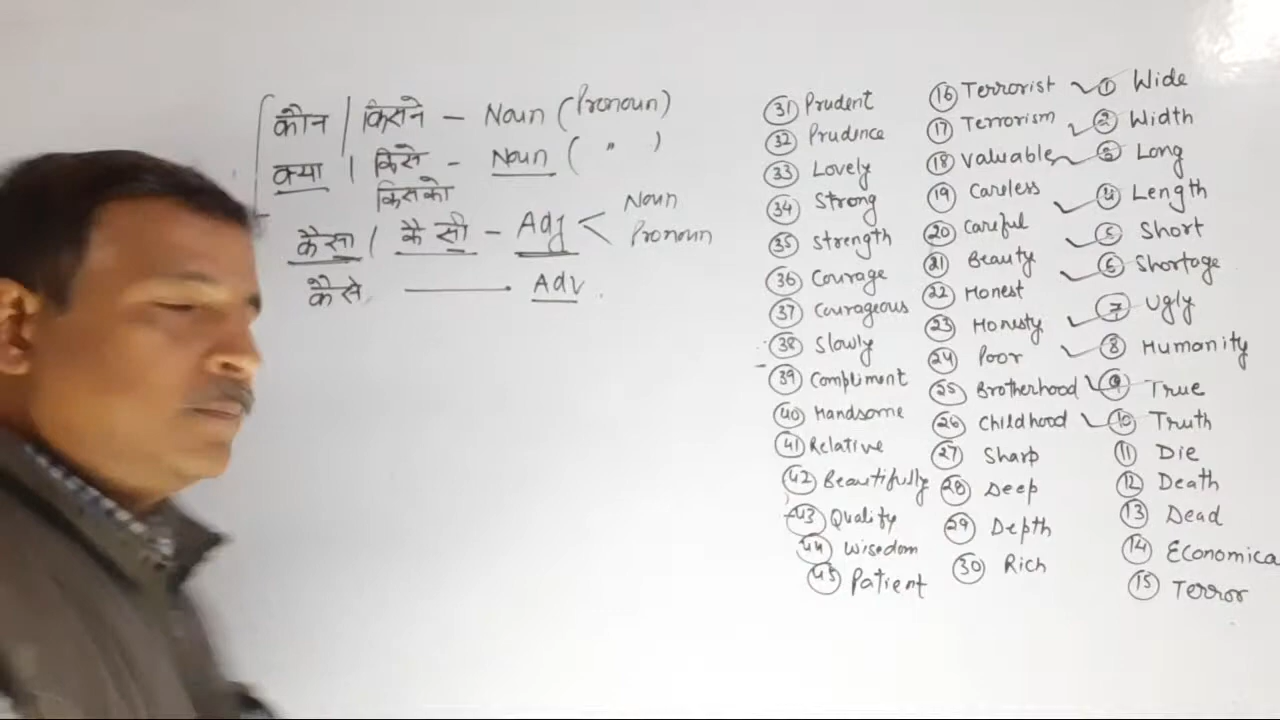 कौन | किसने - Noun (Pronoun)
क्या | किसे - Noun ( " )
किसको
कैसा | कैसी - Adj < Noun
Pronoun
कैसे —— Adv.
31 Prudent
32 Prudence
33 Lovely
34 Strong
35 Strength
36 Courage
37 Courageous
38 Slowly
39 Compliment
40 Handsome
41 Relative
42 Beautifully
43 Qualify
44 Wisedom
45 Patient
16 Terrorist
17 Terrorism
18 Valuable
19 Careless
20 Careful
21 Beauty
22 Honest
23 Honesty
24 Poor
25 Brotherhood
26 Childhood
27 Sharp
28 Deep
29 Depth
30 Rich
1 Wide
2 Width
3 Long
4 Length
5 Short
6 Shortage
7 Ugly
8 Humanity
9 True
10 Truth
11 Die
12 Death
13 Dead
14 Economica
15 Terror